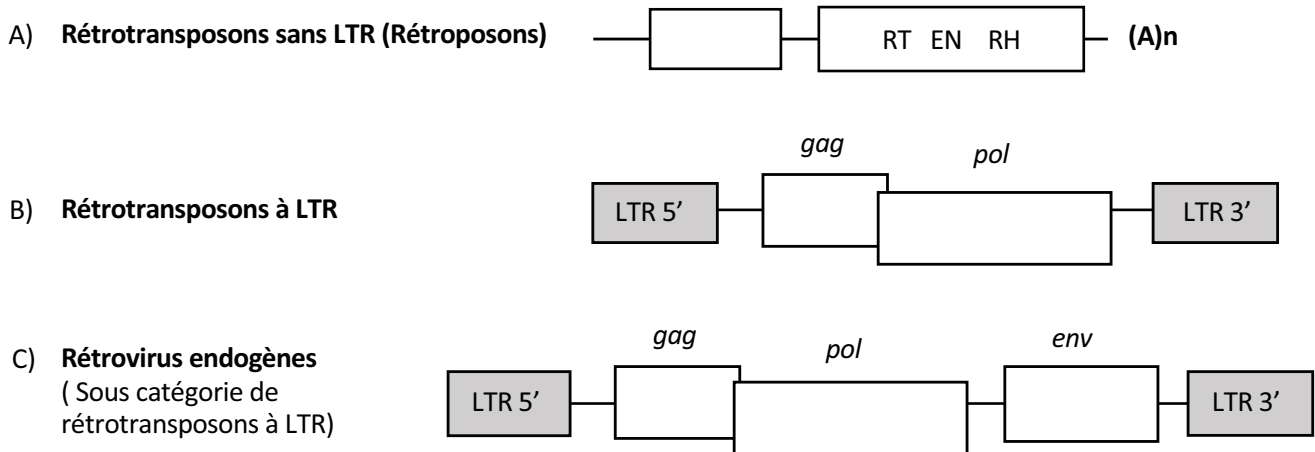 A) Rétrotransposons sans LTR (Rétroposons)
RT EN RH
(A)n
gag
pol
B) Rétrotransposons à LTR
LTR 5’
LTR 3’
gag
pol
env
C) Rétrovirus endogènes
( Sous catégorie de
rétrotransposons à LTR)
LTR 5’
LTR 3’